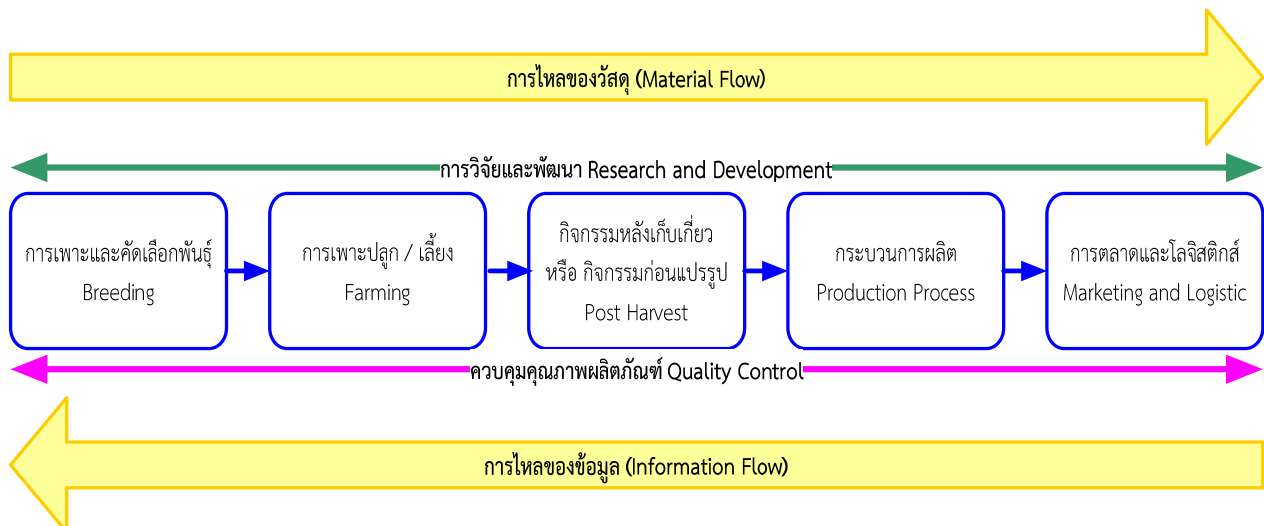 การไหลของวัสดุ (Material Flow)
การวิจัยและพัฒนา Research and Development
การเพาะและคัดเลือกพันธุ์
Breeding
การเพาะปลูก / เลี้ยง
Farming
กิจกรรมหลังเก็บเกี่ยว
หรือ กิจกรรมก่อนแปรรูป
Post Harvest
กระบวนการผลิต
Production Process
การตลาดและโลจิสติกส์
Marketing and Logistic
ควบคุมคุณภาพผลิตภัณฑ์ Quality Control
การไหลของข้อมูล (Information Flow)